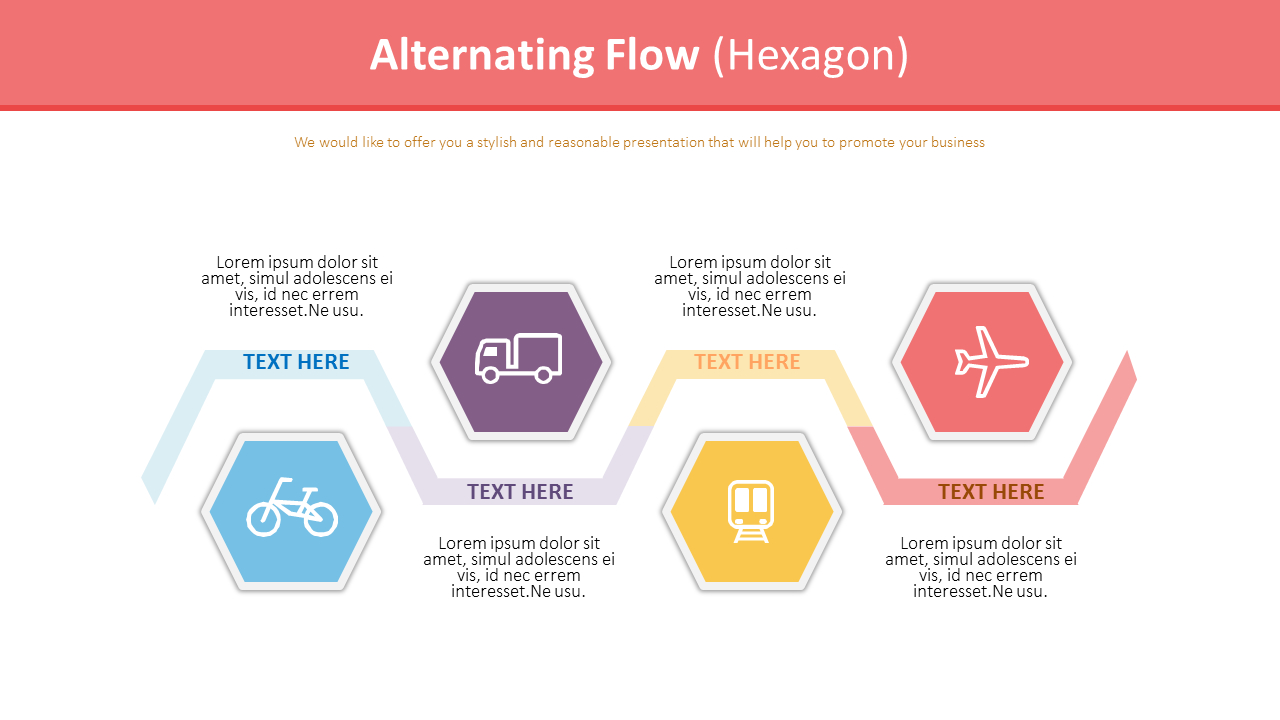 Alternating Flow (Hexagon)
We would like to offer you a stylish and reasonable presentation that will help you to promote your business
Lorem ipsum dolor sit
amet, simul adolescens ei
vis, id nec errem
interesset.Ne usu.
TEXT HERE
TEXT HERE
Lorem ipsum dolor sit
amet, simul adolescens ei
vis, id nec errem
interesset.Ne usu.
Lorem ipsum dolor sit
amet, simul adolescens ei
vis, id nec errem
interesset.Ne usu.
TEXT HERE
TEXT HERE
Lorem ipsum dolor sit
amet, simul adolescens ei
vis, id nec errem
interesset.Ne usu.